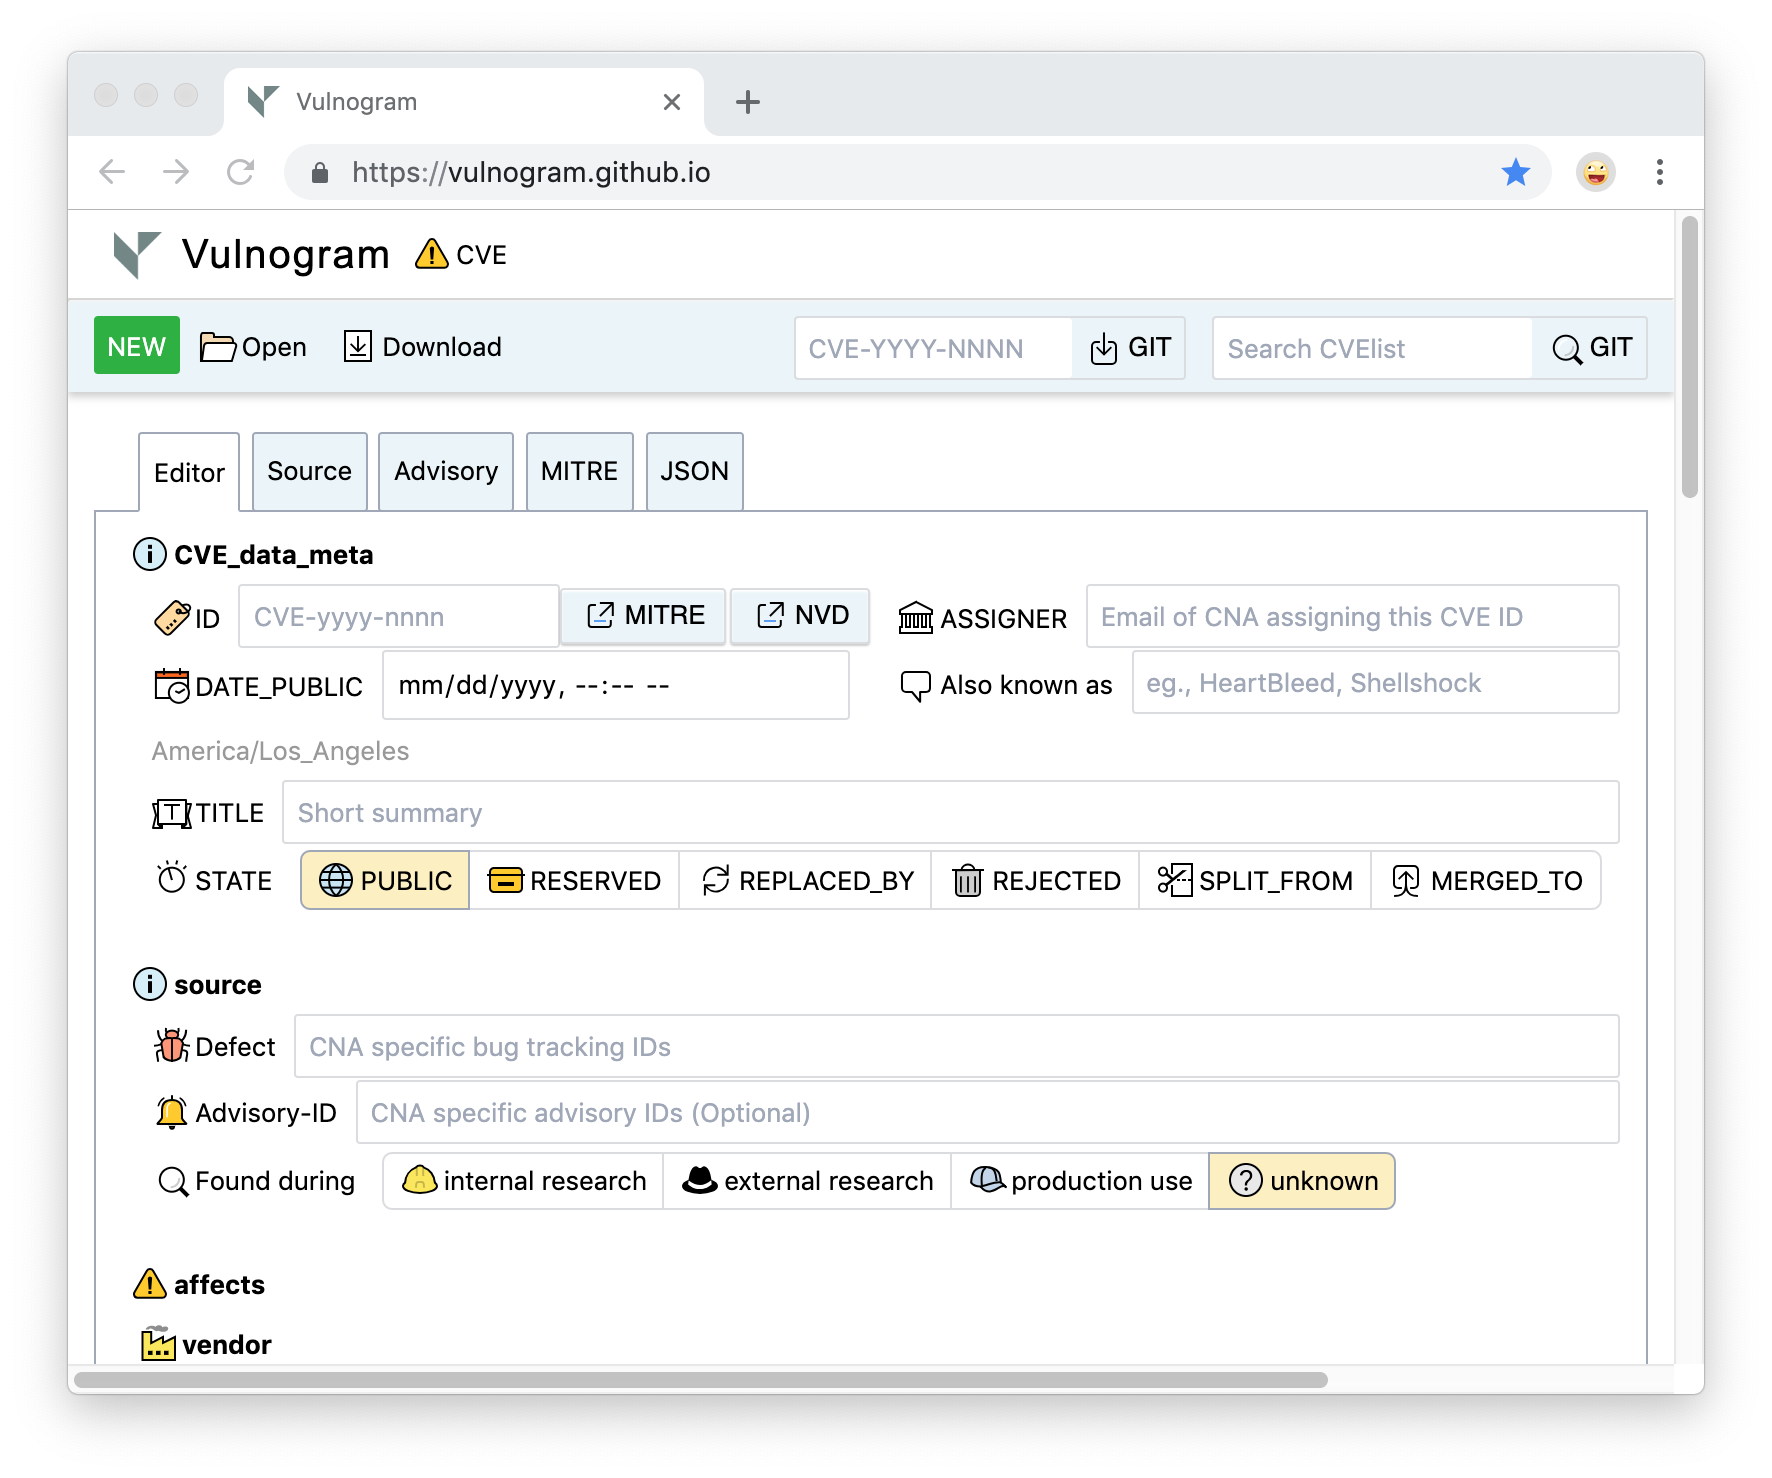 Vulnogram
https://vulnogram.github.io
Vulnogram CVE
NEW Open Download CVE-YYYY-NNNN GIT Search CVElist GIT
Editor Source Advisory MITRE JSON
CVE_data_meta
ID CVE-yyyy-nnnn MITRE NVD ASSIGNER Email of CNA assigning this CVE ID
DATE_PUBLIC mm/dd/yyyy, --:-- -- Also known as eg., HeartBleed, Shellshock
America/Los_Angeles
TITLE Short summary
STATE PUBLIC RESERVED REPLACED_BY REJECTED SPLIT_FROM MERGED_TO
source
Defect CNA specific bug tracking IDs
Advisory-ID CNA specific advisory IDs (Optional)
Found during internal research external research production use unknown
affects
vendor